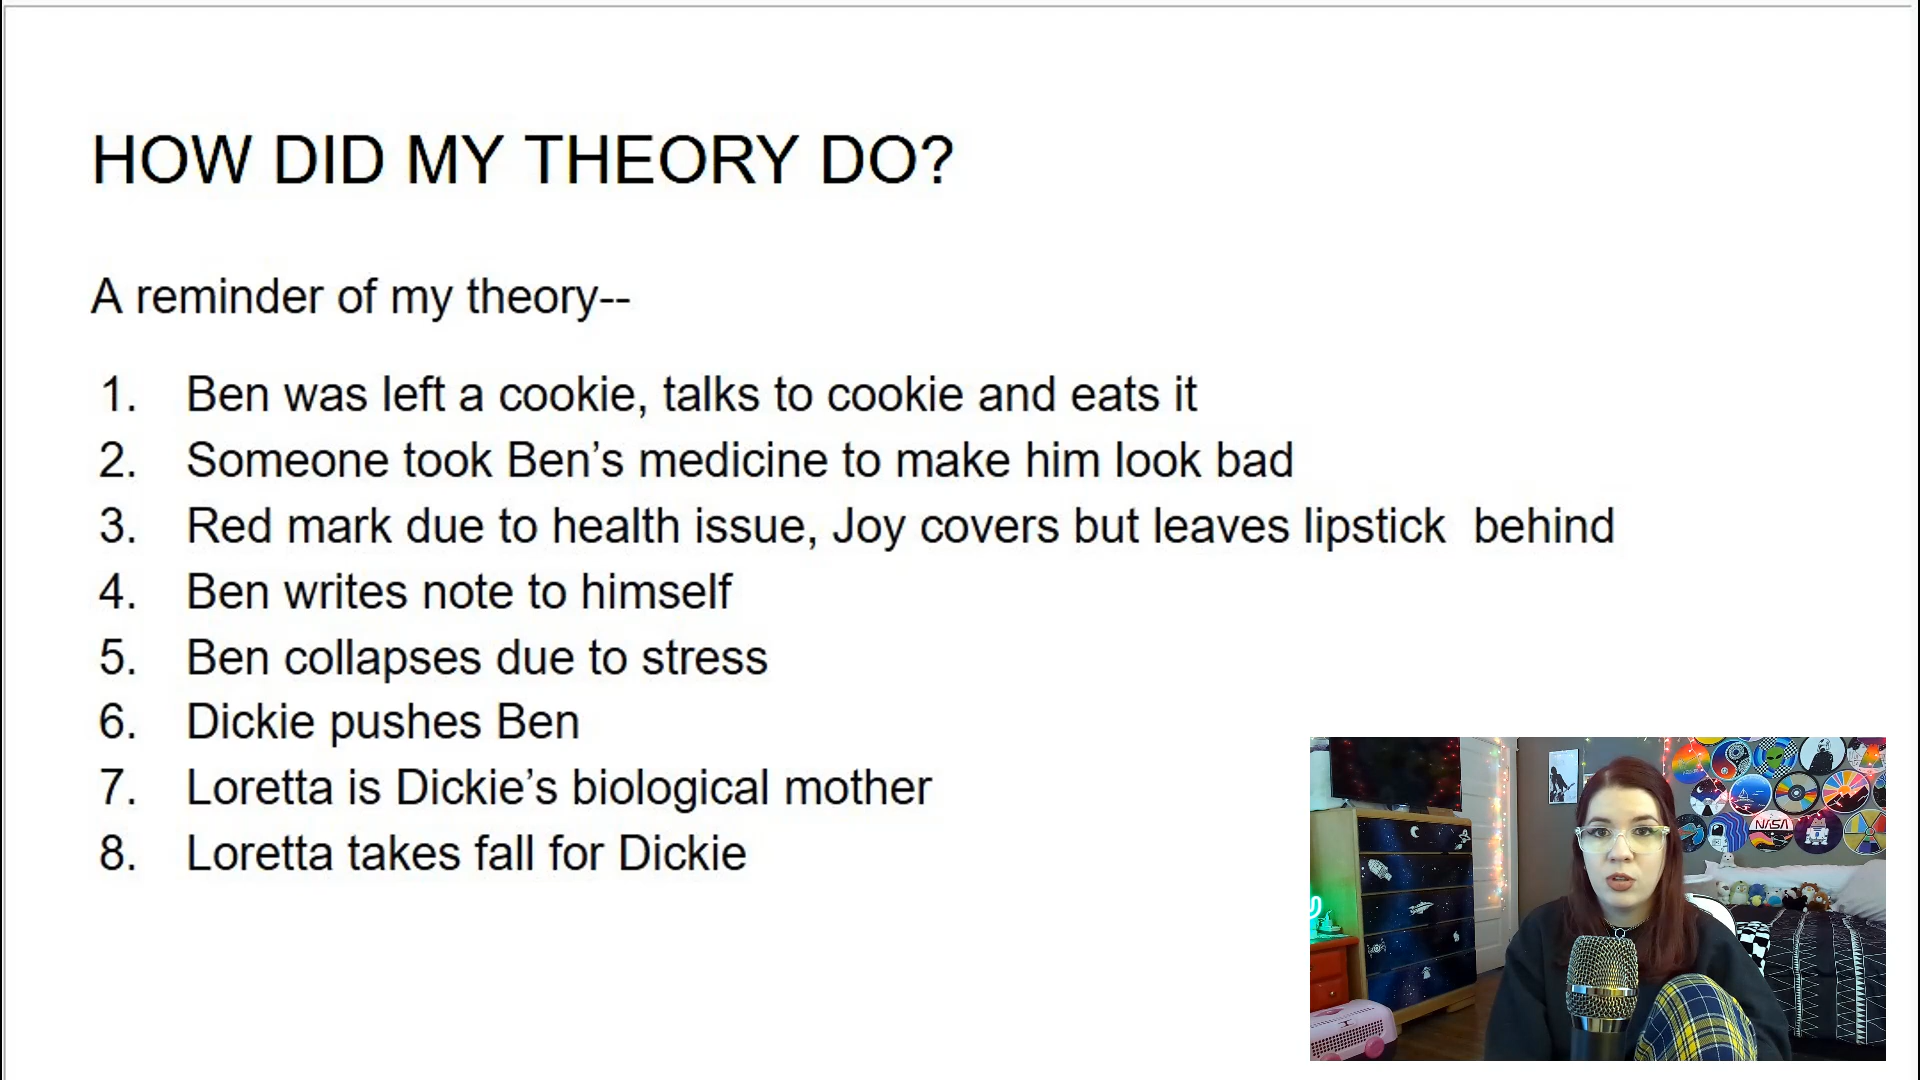 HOW DID MY THEORY DO?
A reminder of my theory--
1. Ben was left a cookie, talks to cookie and eats it
2. Someone took Ben’s medicine to make him look bad
3. Red mark due to health issue, Joy covers but leaves lipstick  behind
4. Ben writes note to himself
5. Ben collapses due to stress
6. Dickie pushes Ben
7. Loretta is Dickie’s biological mother
8. Loretta takes fall for Dickie
NASA